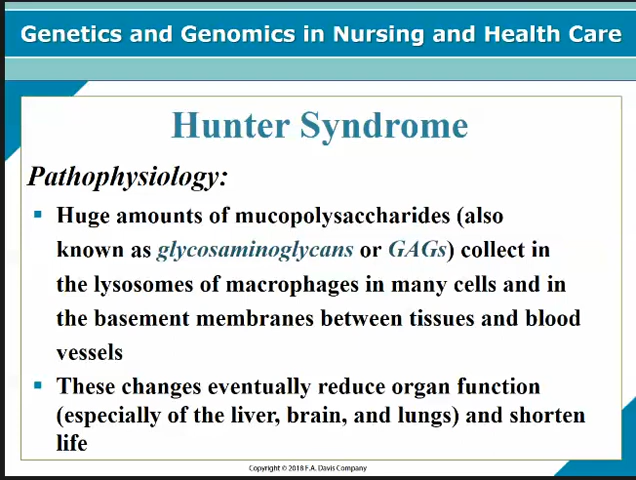 Genetics and Genomics in Nursing and Health Care
Hunter Syndrome
Pathophysiology:
▪ Huge amounts of mucopolysaccharides (also
known as glycosaminoglycans or GAGs) collect in
the lysosomes of macrophages in many cells and in
the basement membranes between tissues and blood
vessels
▪ These changes eventually reduce organ function
(especially of the liver, brain, and lungs) and shorten
life
Copyright © 2018 F.A. Davis Company